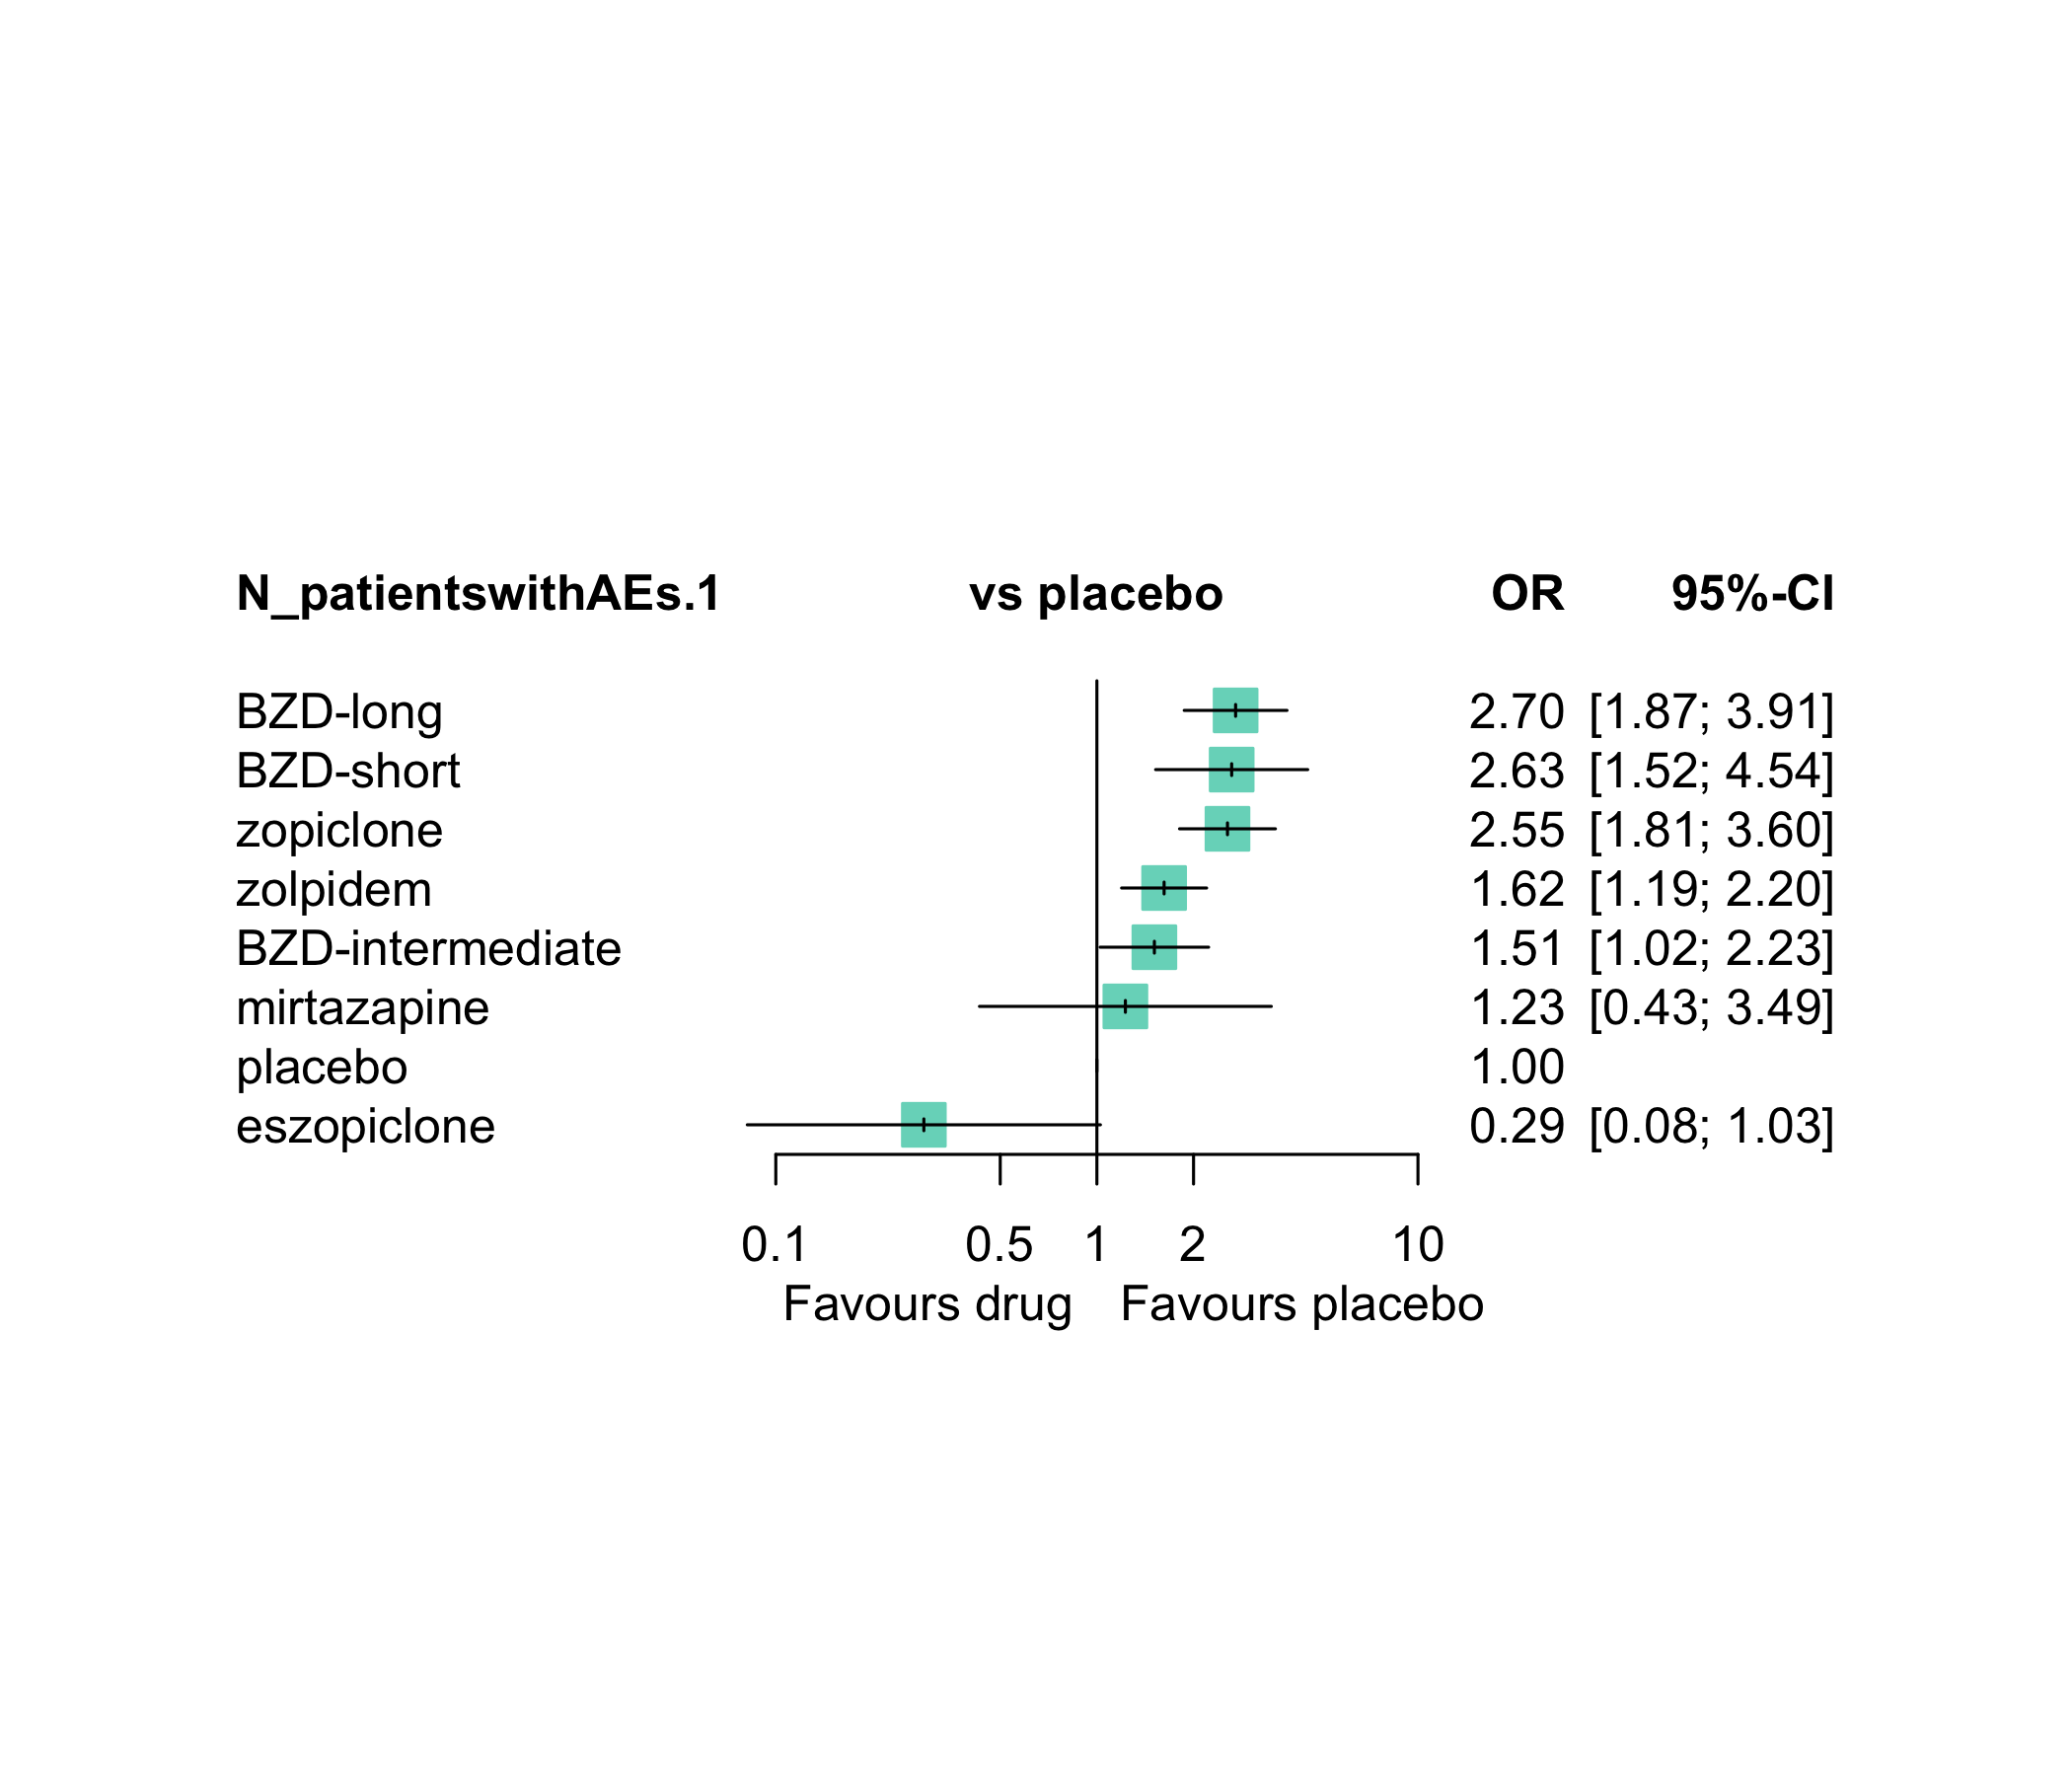 N_patientswithAEs.1 vs placebo OR 95%-CI
BZD-long 2.70 [1.87; 3.91]
BZD-short 2.63 [1.52; 4.54]
zopiclone 2.55 [1.81; 3.60]
zolpidem 1.62 [1.19; 2.20]
BZD-intermediate 1.51 [1.02; 2.23]
mirtazapine 1.23 [0.43; 3.49]
placebo 1.00
eszopiclone 0.29 [0.08; 1.03]
0.1 0.5 1 2 10
Favours drug Favours placebo